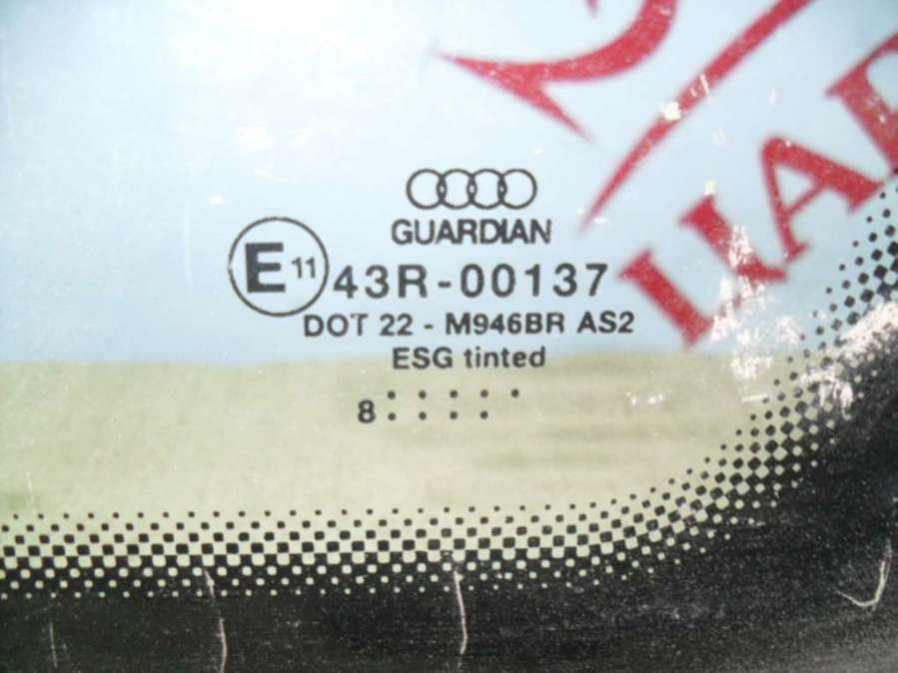 GUARDIAN
E 11 43R-00137
DOT 22 - M946BR AS2
ESG tinted
8